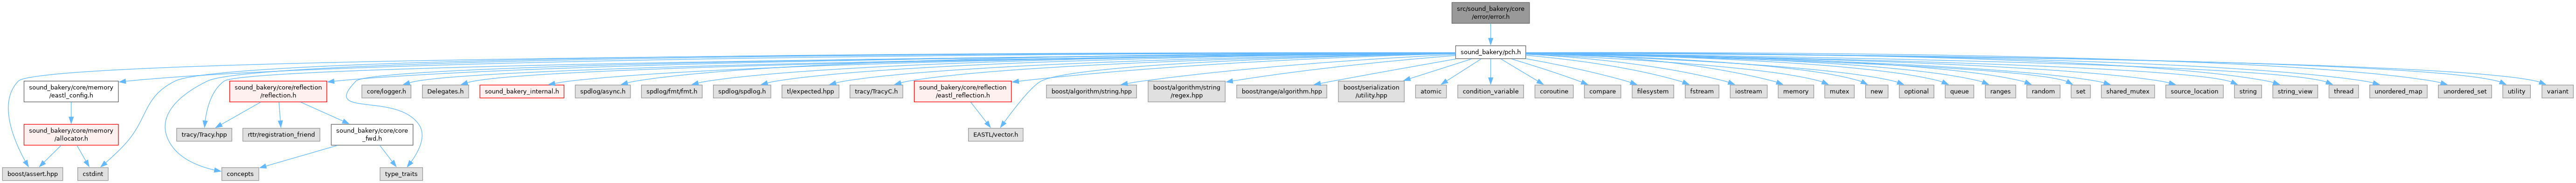 src/sound_bakery/core
/error/error.h
sound_bakery/pch.h
sound_bakery/core/memory
/eastl_config.h
sound_bakery/core/reflection
/reflection.h
core/logger.h
Delegates.h
sound_bakery_internal.h
spdlog/async.h
spdlog/fmt/fmt.h
spdlog/spdlog.h
tl/expected.hpp
tracy/TracyC.h
sound_bakery/core/reflection
/eastl_reflection.h
boost/algorithm/string.hpp
boost/algorithm/string
/regex.hpp
boost/range/algorithm.hpp
boost/serialization
/utility.hpp
atomic
condition_variable
coroutine
compare
filesystem
fstream
iostream
memory
mutex
new
optional
queue
ranges
random
set
shared_mutex
source_location
string
string_view
thread
unordered_map
unordered_set
utility
variant
sound_bakery/core/memory
/allocator.h
tracy/Tracy.hpp
rttr/registration_friend
sound_bakery/core/core
_fwd.h
EASTL/vector.h
boost/assert.hpp
cstdint
concepts
type_traits